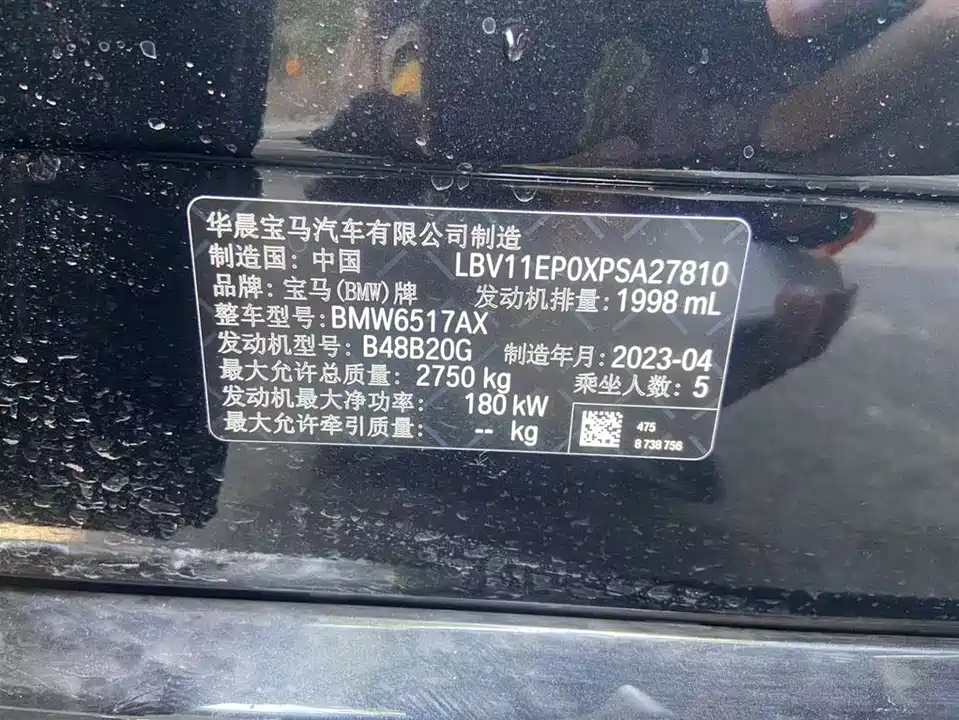 华晨宝马汽车有限公司制造
制造国：中国 LBV11EP0XPSA27810
品牌：宝马(BMW)牌 发动机排量：1998 mL
整车型号：BMW6517AX
发动机型号：B48B20G 制造年月：2023-04
最大允许总质量：2750 kg 乘坐人数：5
发动机最大净功率：180 kW
最大允许牵引质量：-- kg
475
8 738 756